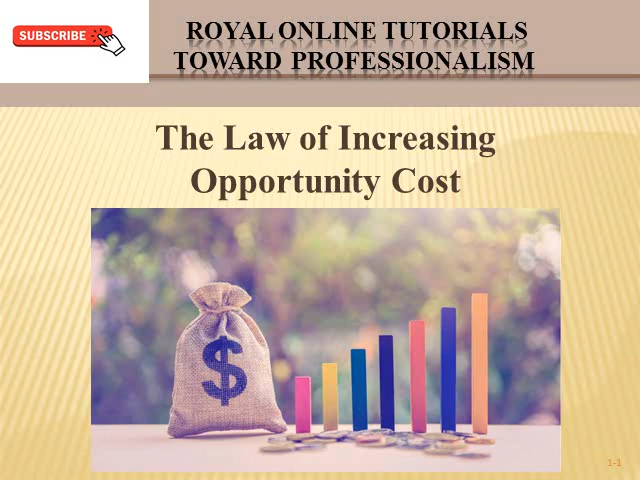 SUBSCRIBE
ROYAL ONLINE TUTORIALS
TOWARD PROFESSIONALISM
The Law of Increasing
Opportunity Cost
$
1-1